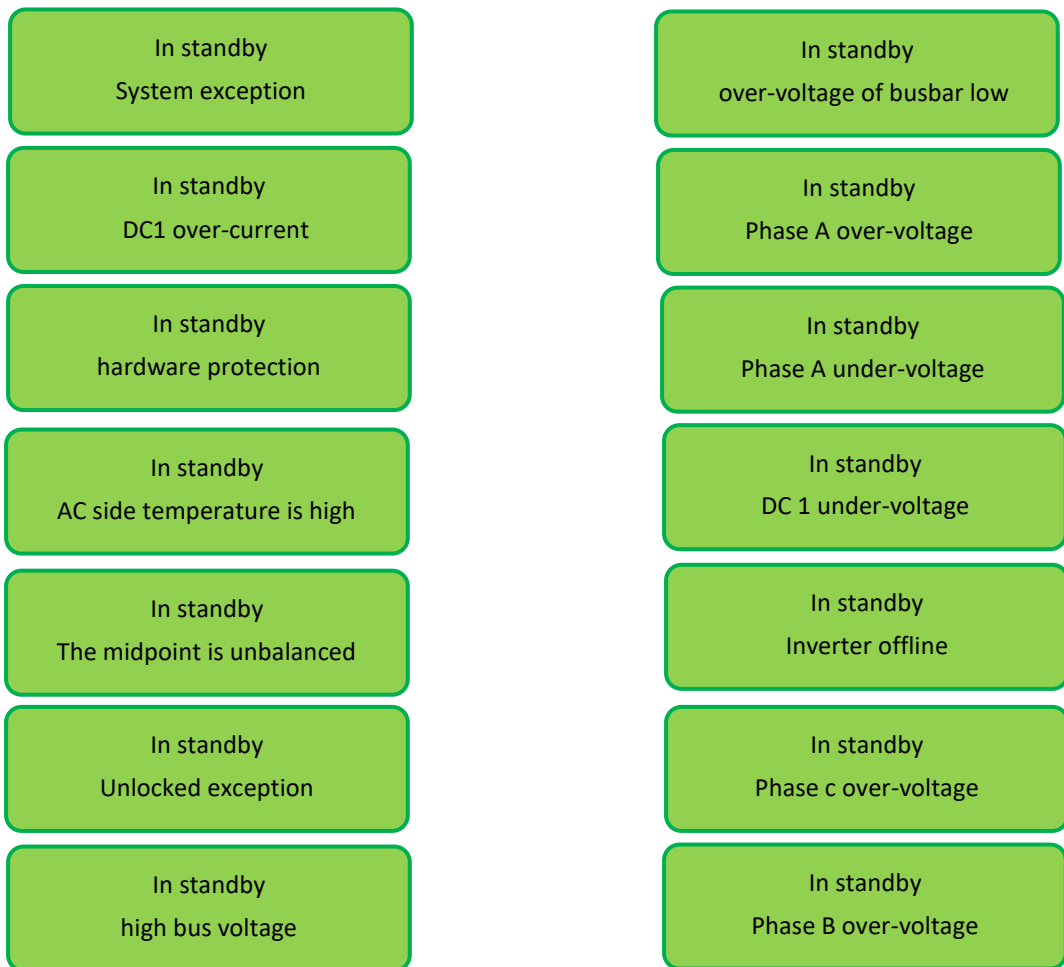 In standby
System exception
In standby
DC1 over-current
In standby
hardware protection
In standby
AC side temperature is high
In standby
The midpoint is unbalanced
In standby
Unlocked exception
In standby
high bus voltage
In standby
over-voltage of busbar low
In standby
Phase A over-voltage
In standby
Phase A under-voltage
In standby
DC 1 under-voltage
In standby
Inverter offline
In standby
Phase c over-voltage
In standby
Phase B over-voltage